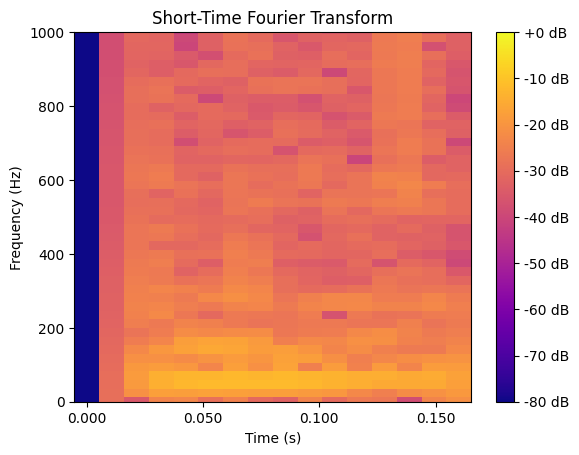 Short-Time Fourier Transform
Frequency (Hz)
1000
800
600
400
200
0
0.000
0.050
0.100
0.150
Time (s)
+0 dB
-10 dB
-20 dB
-30 dB
-40 dB
-50 dB
-60 dB
-70 dB
-80 dB